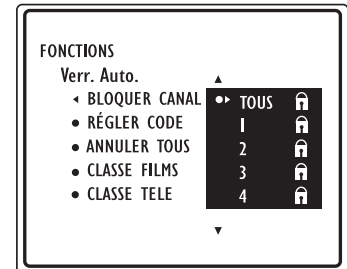 FONCTIONS
Verr. Auto.
BLOQUER CANAL TOUS
RÉGLER CODE 1
ANNULER TOUS 2
CLASSE FILMS 3
CLASSE TELE 4